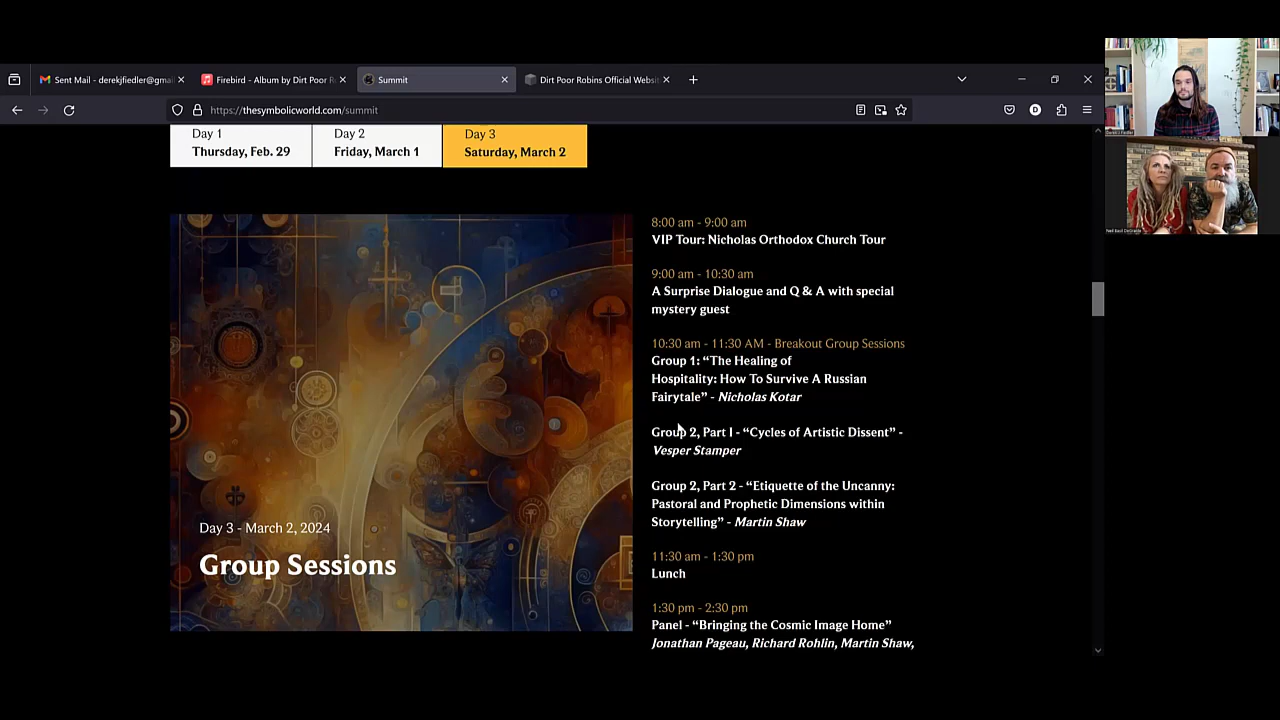 Sent Mail - derekjfiedler@gmai
Firebird - Album by Dirt Poor R
Summit
Dirt Poor Robins Official Websi
https://thesymbolicworld.com/summit
Day 1
Thursday, Feb. 29
Day 2
Friday, March 1
Day 3
Saturday, March 2
Day 3 - March 2, 2024
Group Sessions
8:00 am - 9:00 am
VIP Tour: Nicholas Orthodox Church Tour
9:00 am - 10:30 am
A Surprise Dialogue and Q & A with special
mystery guest
10:30 am - 11:30 AM - Breakout Group Sessions
Group 1: “The Healing of
Hospitality: How To Survive A Russian
Fairytale” - Nicholas Kotar
Group 2, Part 1 - “Cycles of Artistic Dissent” -
Vesper Stamper
Group 2, Part 2 - “Etiquette of the Uncanny:
Pastoral and Prophetic Dimensions within
Storytelling” - Martin Shaw
11:30 am - 1:30 pm
Lunch
1:30 pm - 2:30 pm
Panel - “Bringing the Cosmic Image Home”
Jonathan Pageau, Richard Rohlin, Martin Shaw,